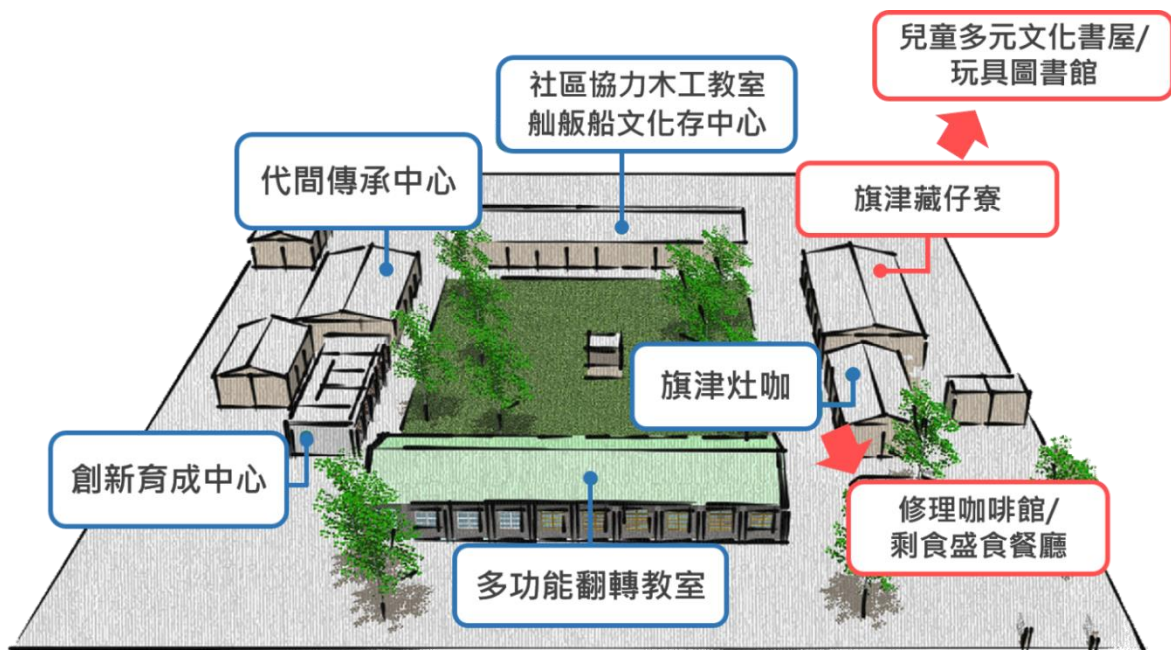 兒童多元文化書屋/
玩具圖書館
社區協力木工教室
舢舨船文化存中心
代間傳承中心
旗津藏仔寮
旗津灶咖
創新育成中心
修理咖啡館/
剩食盛食餐廳
多功能翻轉教室